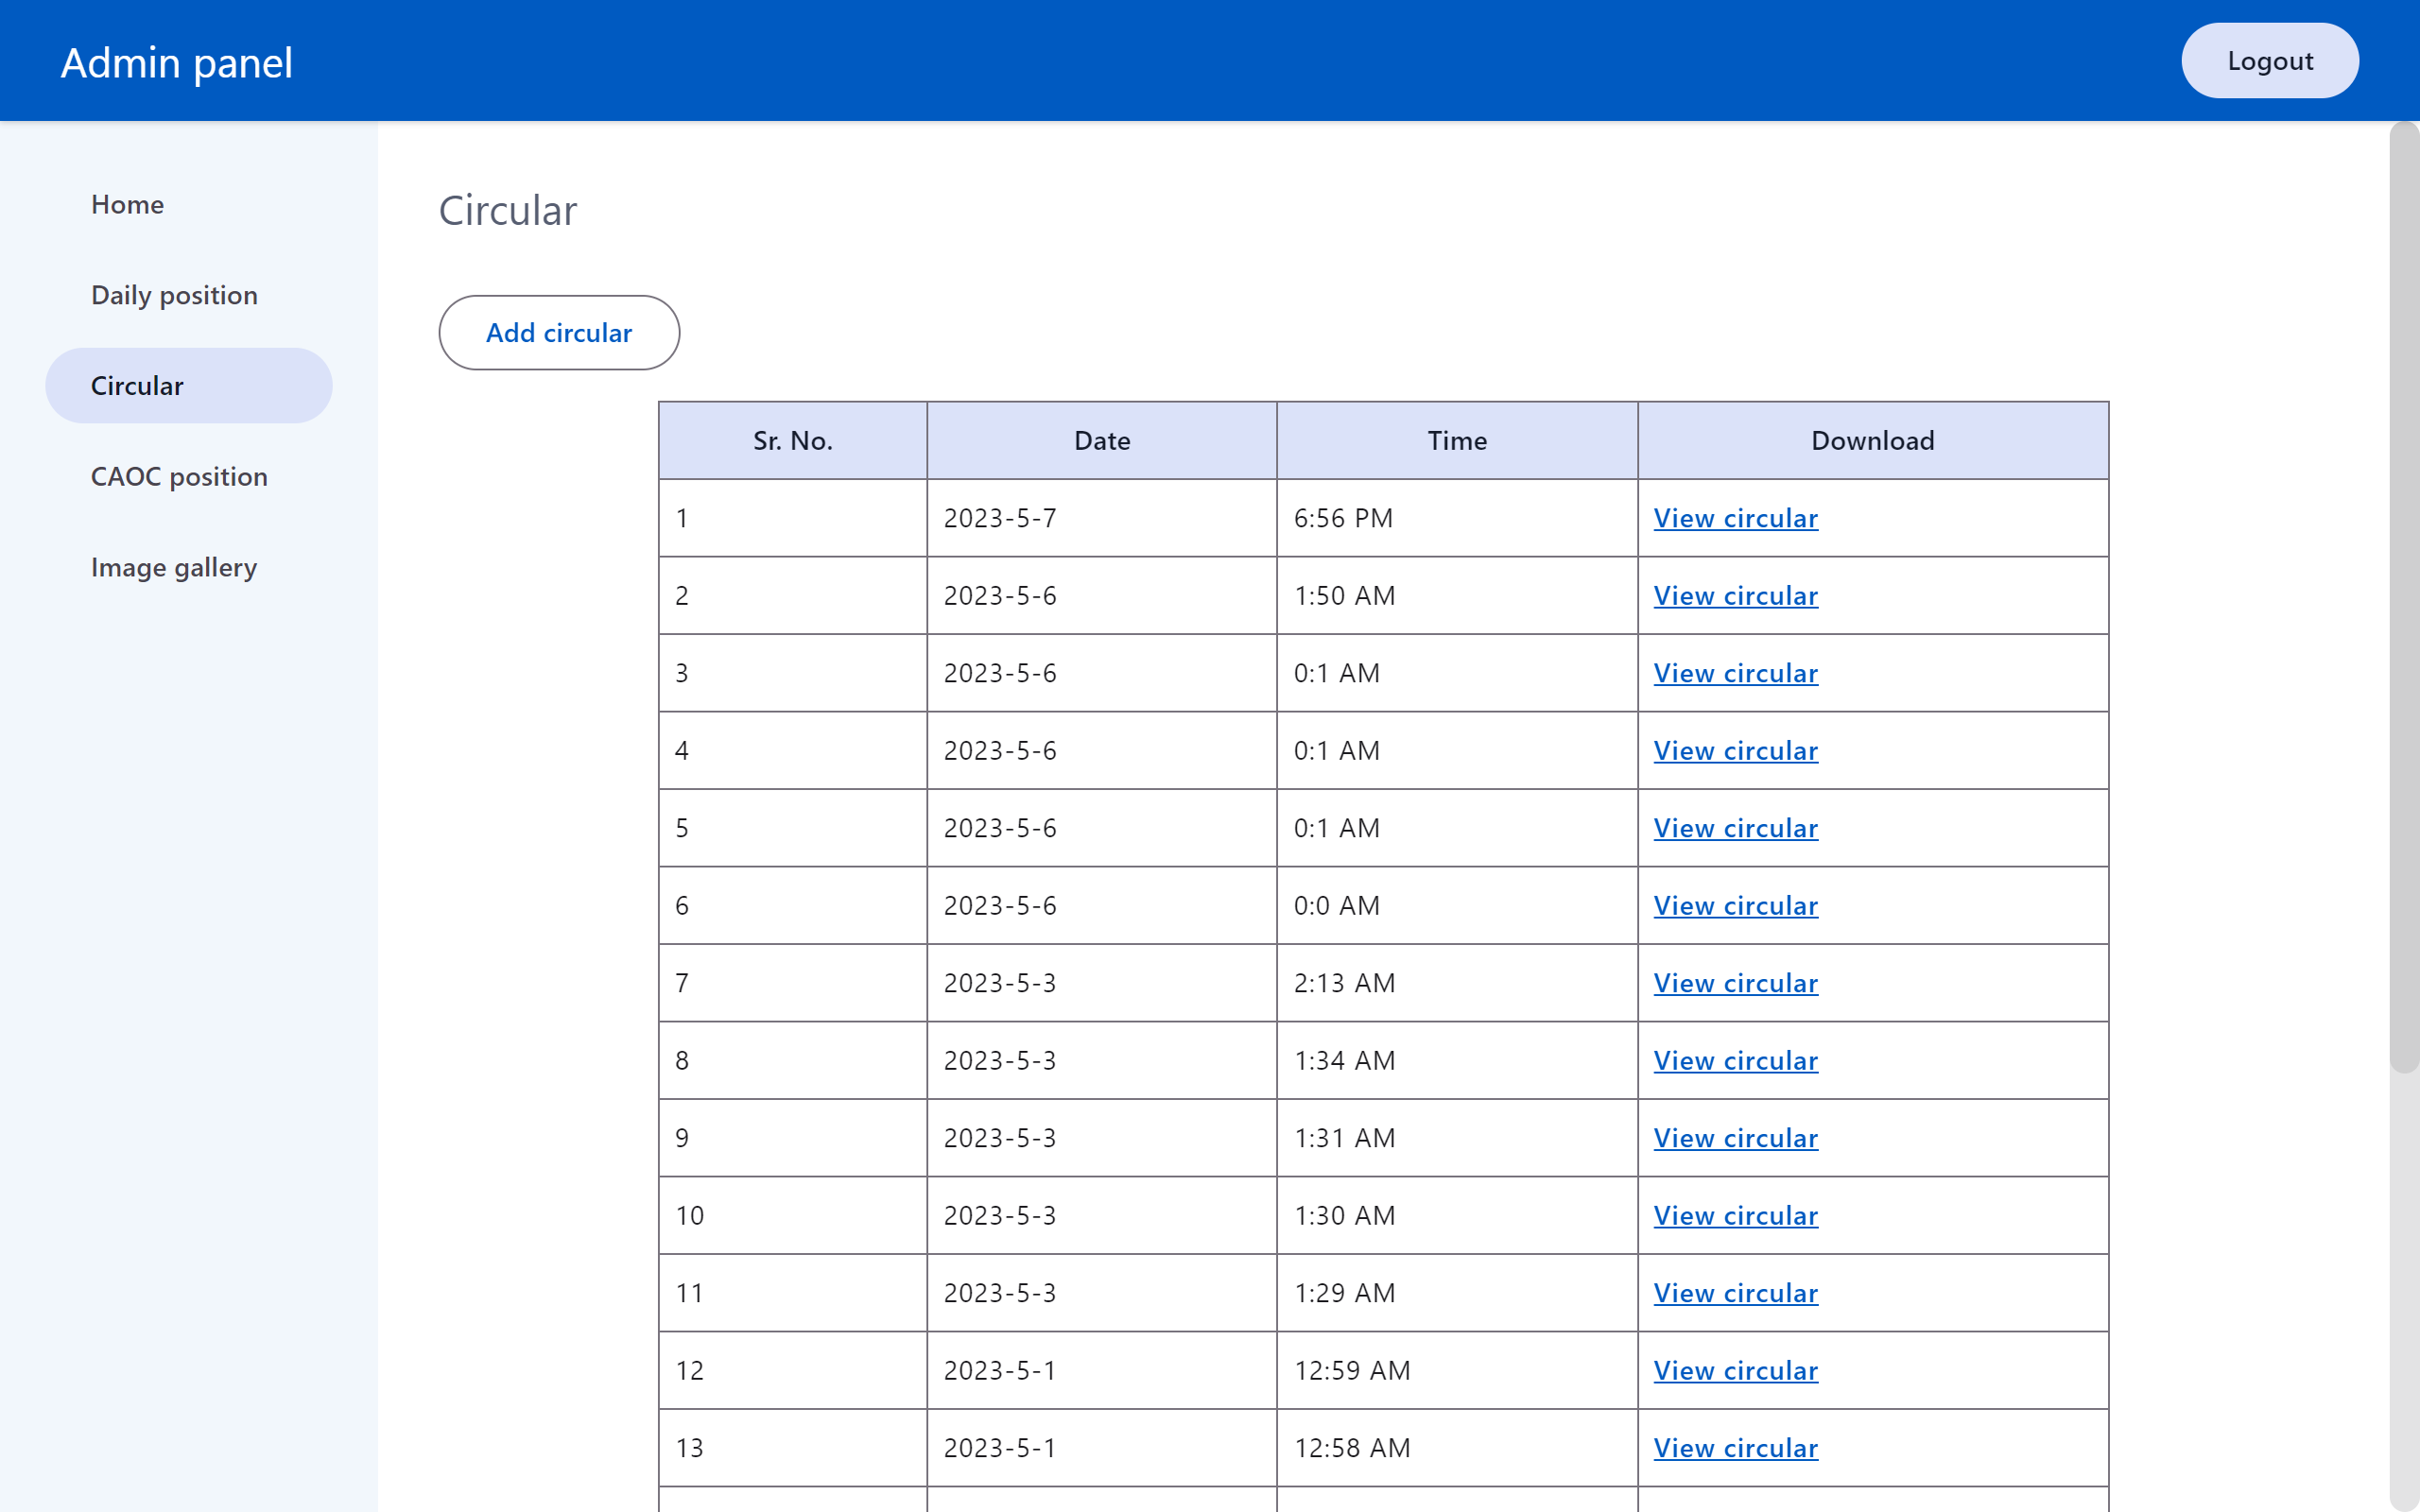 Admin panel
Logout
Home
Daily position
Circular
CAOC position
Image gallery
Circular
Add circular
Sr. No. Date Time Download
1 2023-5-7 6:56 PM View circular
2 2023-5-6 1:50 AM View circular
3 2023-5-6 0:1 AM View circular
4 2023-5-6 0:1 AM View circular
5 2023-5-6 0:1 AM View circular
6 2023-5-6 0:0 AM View circular
7 2023-5-3 2:13 AM View circular
8 2023-5-3 1:34 AM View circular
9 2023-5-3 1:31 AM View circular
10 2023-5-3 1:30 AM View circular
11 2023-5-3 1:29 AM View circular
12 2023-5-1 12:59 AM View circular
13 2023-5-1 12:58 AM View circular